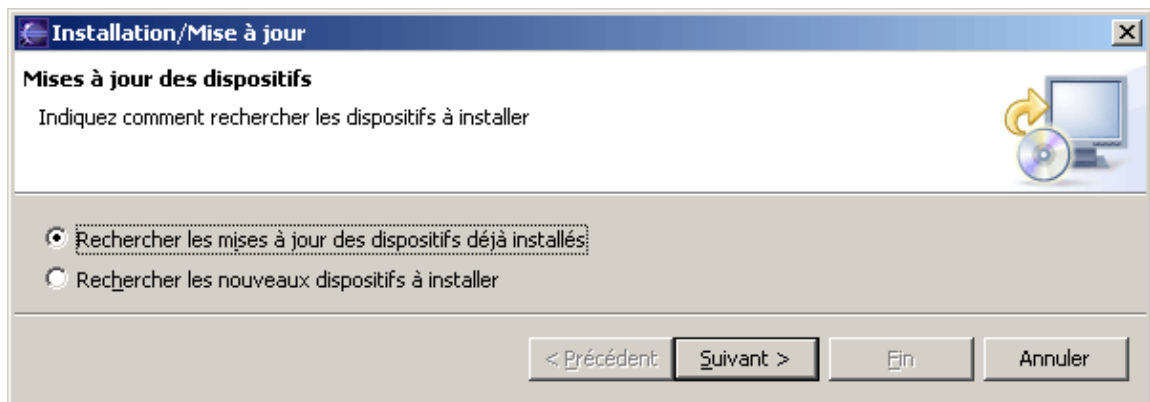 Installation/Mise à jour
Mises à jour des dispositifs
Indiquez comment rechercher les dispositifs à installer
Rechercher les mises à jour des dispositifs déjà installés
Rechercher les nouveaux dispositifs à installer
< Précédent Suivant > Fin Annuler